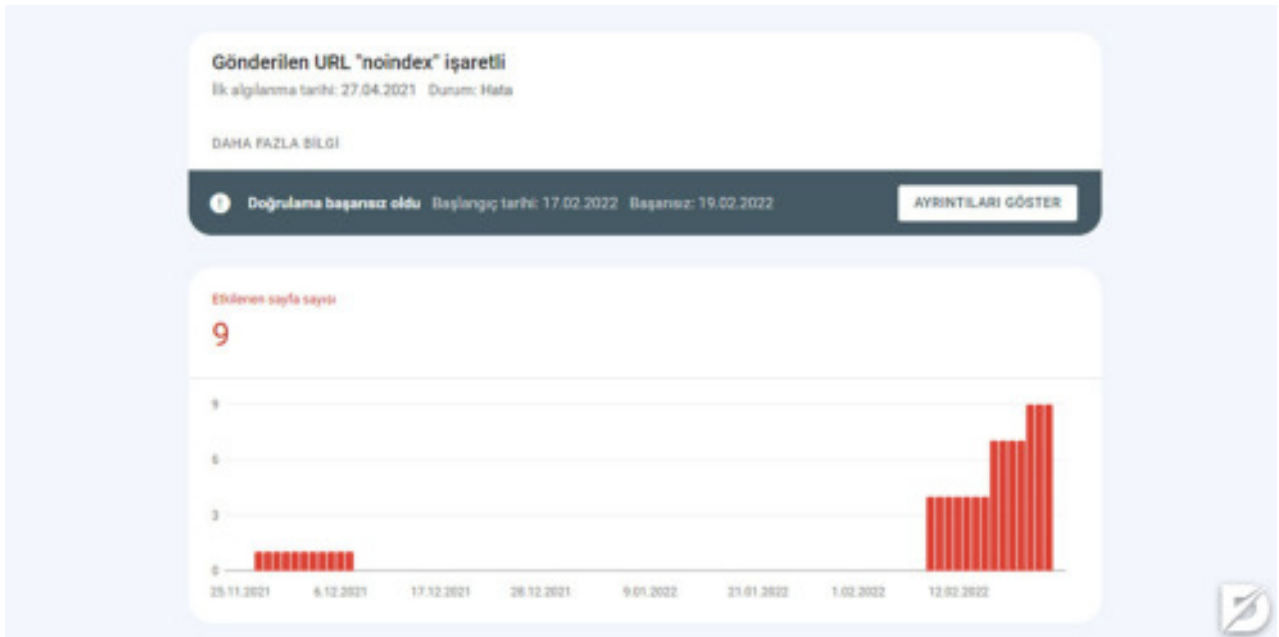 Gönderilen URL "noindex" işaretli
İlk algılanma tarihi: 27.04.2021 Durum: Hata
DAHA FAZLA BİLGİ
Doğrulama başarısız oldu Başlangıç tarihi: 17.02.2022 Başarısız: 19.02.2022
AYRINTILARI GÖSTER
Etkilenen sayfa sayısı
9
9
6
3
0
25.11.2021 6.12.2021 17.12.2021 28.12.2021 9.01.2022 21.01.2022 1.02.2022 12.02.2022